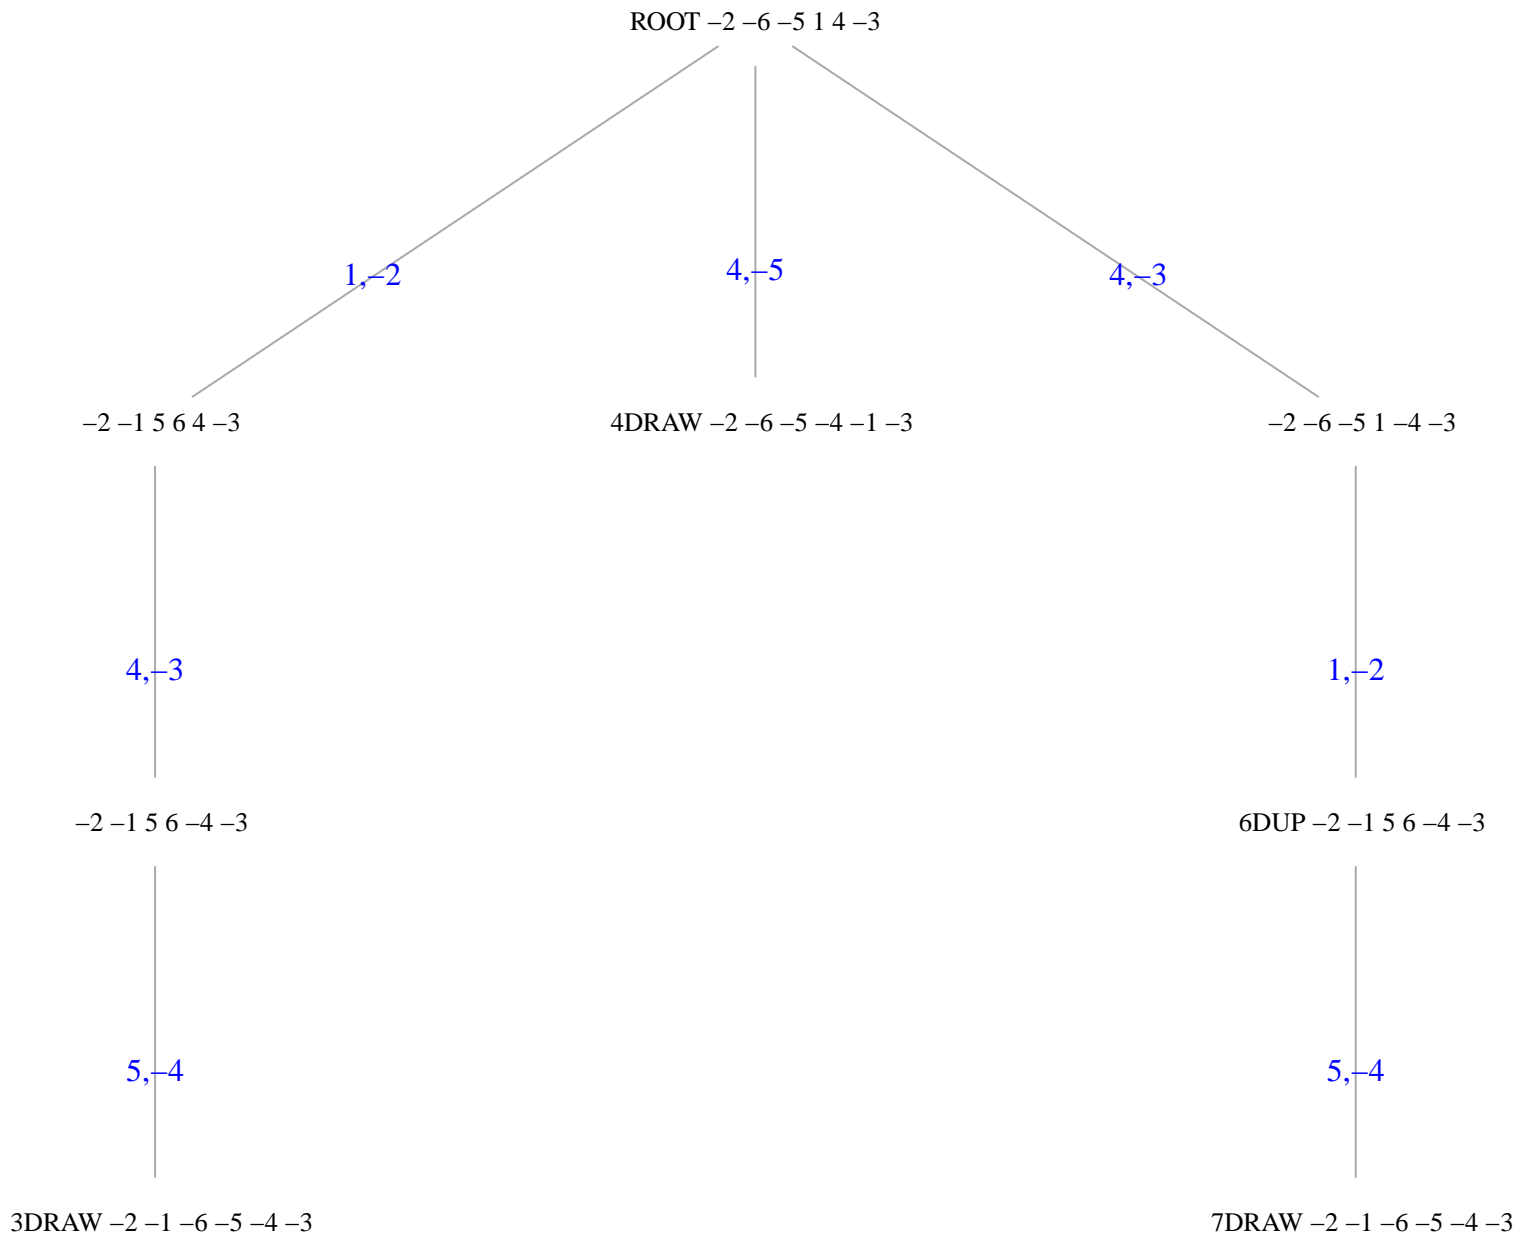 ROOT –2 –6 –5 1 4 –3
1,–2
4,–5
4,–3
–2 –1 5 6 4 –3
4DRAW –2 –6 –5 –4 –1 –3
–2 –6 –5 1 –4 –3
4,–3
1,–2
–2 –1 5 6 –4 –3
6DUP –2 –1 5 6 –4 –3
5,–4
5,–4
3DRAW –2 –1 –6 –5 –4 –3
7DRAW –2 –1 –6 –5 –4 –3